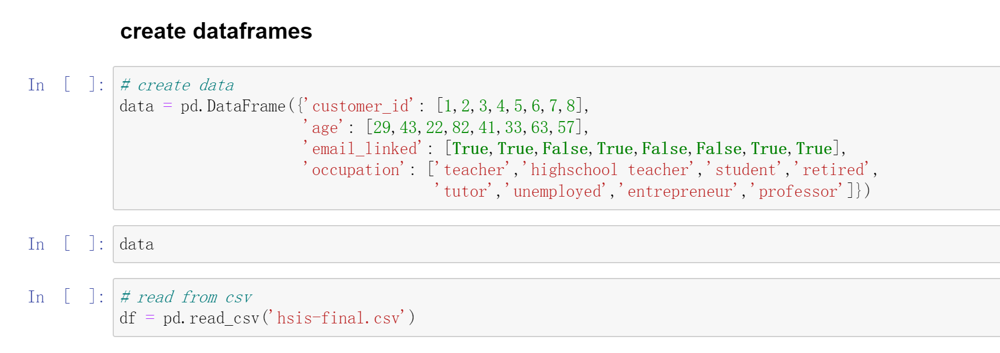 create dataframes
In [ ]:
# create data
data = pd.DataFrame({'customer_id': [1,2,3,4,5,6,7,8],
'age': [29,43,22,82,41,33,63,57],
'email_linked': [True,True,False,True,False,False,True,True],
'occupation': ['teacher','highschool teacher','student','retired',
'tutor','unemployed','entrepreneur','professor']})
In [ ]:
data
In [ ]:
# read from csv
df = pd.read_csv('hsis-final.csv')